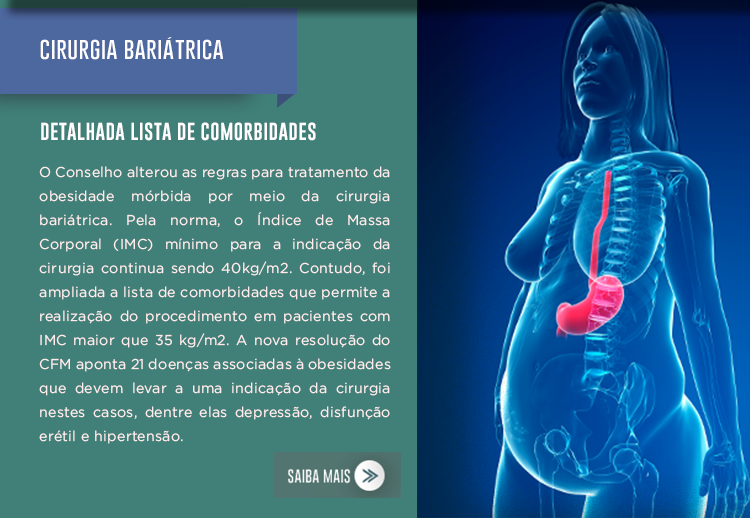 CIRURGIA BARIÁTRICA
DETALHADA LISTA DE COMORBIDADES
O Conselho alterou as regras para tratamento da
obesidade mórbida por meio da cirurgia
bariátrica. Pela norma, o Índice de Massa
Corporal (IMC) mínimo para a indicação da
cirurgia continua sendo 40kg/m2. Contudo, foi
ampliada a lista de comorbidades que permite a
realização do procedimento em pacientes com
IMC maior que 35 kg/m2. A nova resolução do
CFM aponta 21 doenças associadas à obesidades
que devem levar a uma indicação da cirurgia
nestes casos, dentre elas depressão, disfunção
erétil e hipertensão.
SAIBA MAIS